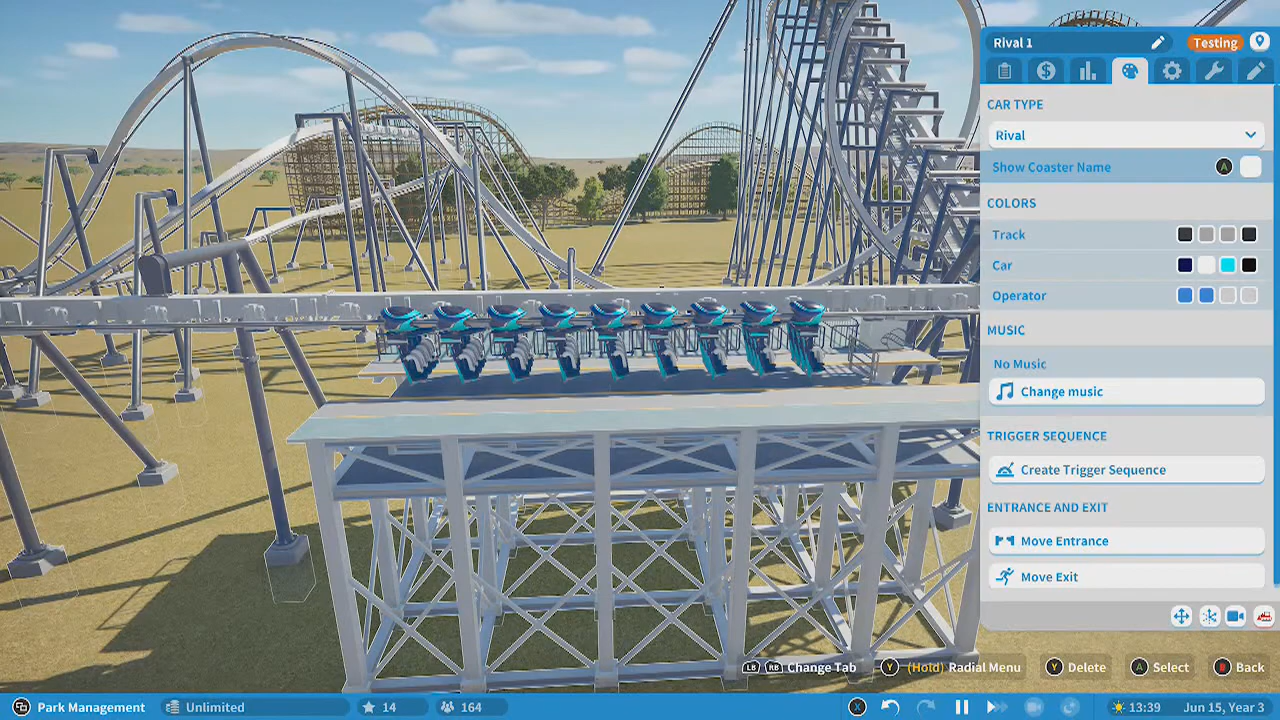 Rival 1
Testing
CAR TYPE
Rival
Show Coaster Name
A
COLORS
Track
Car
Operator
MUSIC
No Music
Change music
TRIGGER SEQUENCE
Create Trigger Sequence
ENTRANCE AND EXIT
Move Entrance
Move Exit
LB RB Change Tab Y (Hold) Radial Menu Y Delete A Select B Back
Park Management Unlimited 14 164 X 13:39 Jun 15, Year 3